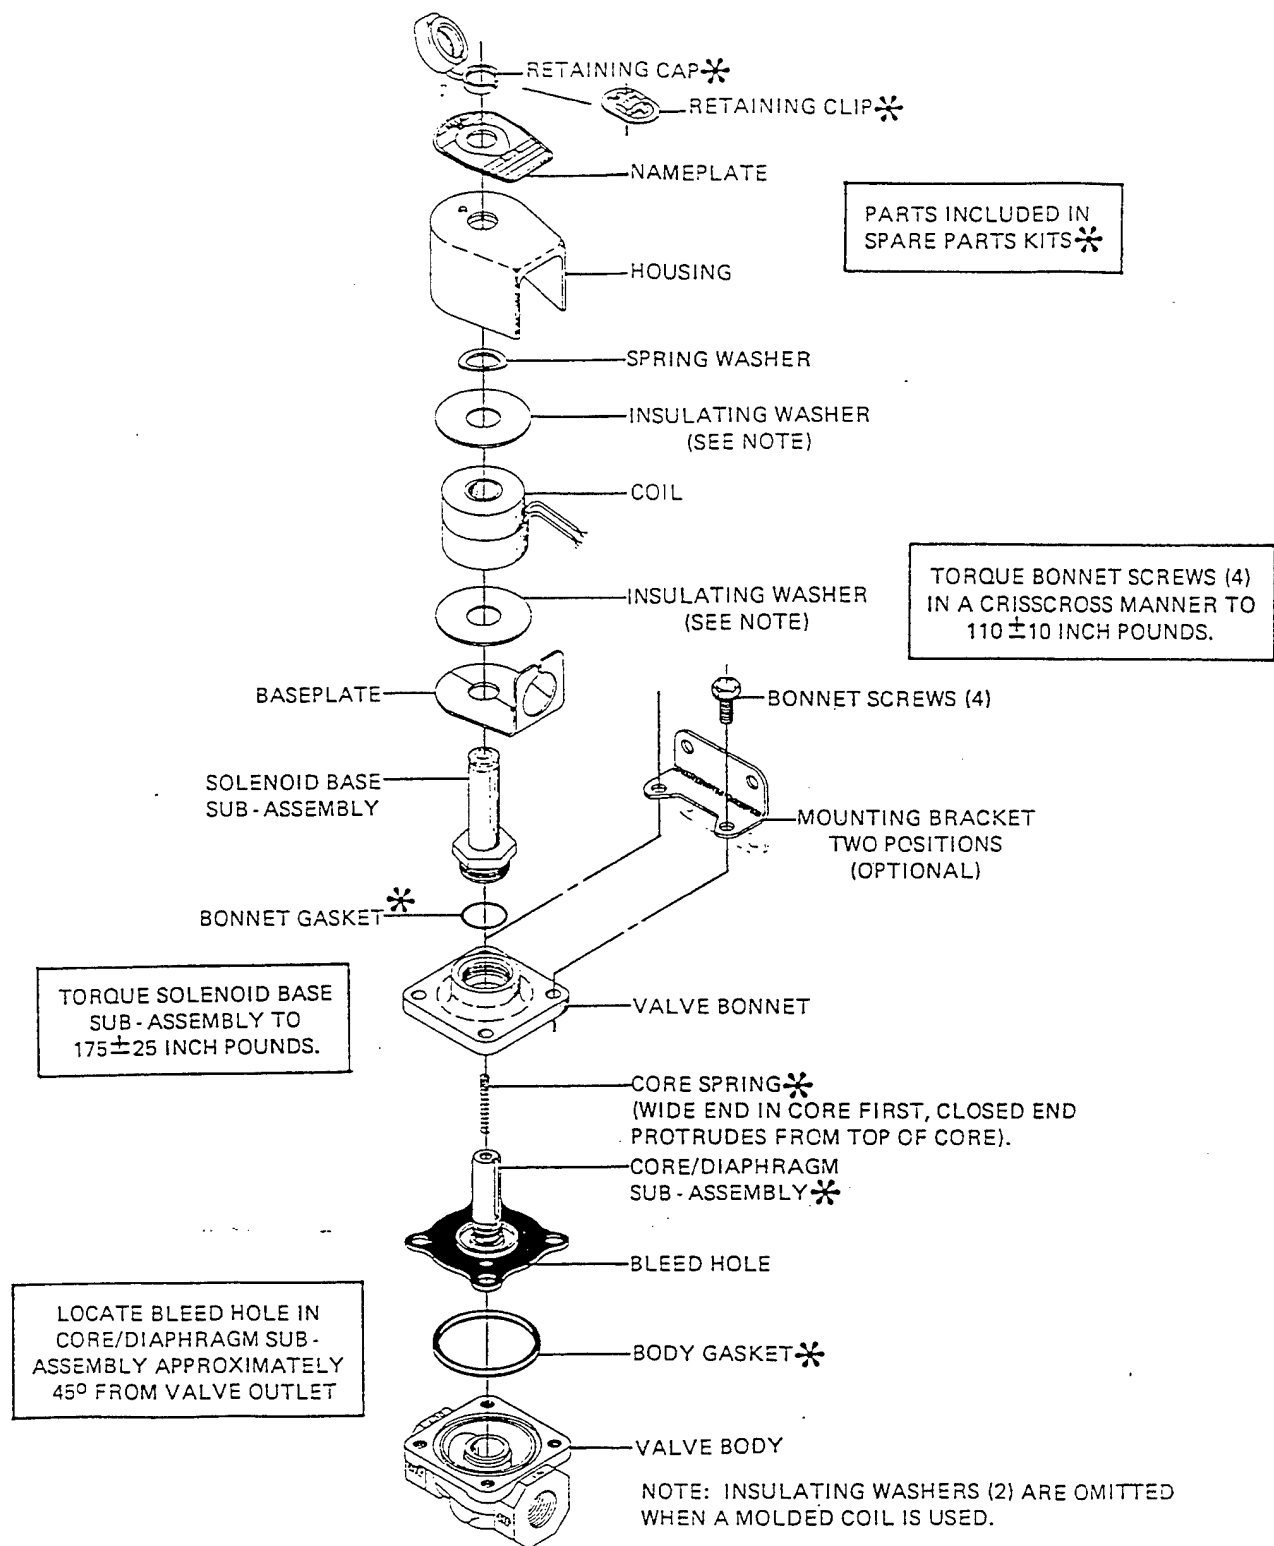 RETAINING CAP*
RETAINING CLIP*
NAMEPLATE
PARTS INCLUDED IN
SPARE PARTS KITS*
HOUSING
SPRING WASHER
INSULATING WASHER
(SEE NOTE)
COIL
TORQUE BONNET SCREWS (4)
IN A CRISSCROSS MANNER TO
110±10 INCH POUNDS.
INSULATING WASHER
(SEE NOTE)
BASEPLATE
BONNET SCREWS (4)
SOLENOID BASE
SUB-ASSEMBLY
MOUNTING BRACKET
TWO POSITIONS
(OPTIONAL)
BONNET GASKET*
TORQUE SOLENOID BASE
SUB-ASSEMBLY TO
175±25 INCH POUNDS.
VALVE BONNET
CORE SPRING*
(WIDE END IN CORE FIRST, CLOSED END
PROTRUDES FROM TOP OF CORE).
CORE/DIAPHRAGM
SUB-ASSEMBLY*
BLEED HOLE
LOCATE BLEED HOLE IN
CORE/DIAPHRAGM SUB-
ASSEMBLY APPROXIMATELY
45° FROM VALVE OUTLET
BODY GASKET*
VALVE BODY
NOTE: INSULATING WASHERS (2) ARE OMITTED
WHEN A MOLDED COIL IS USED.